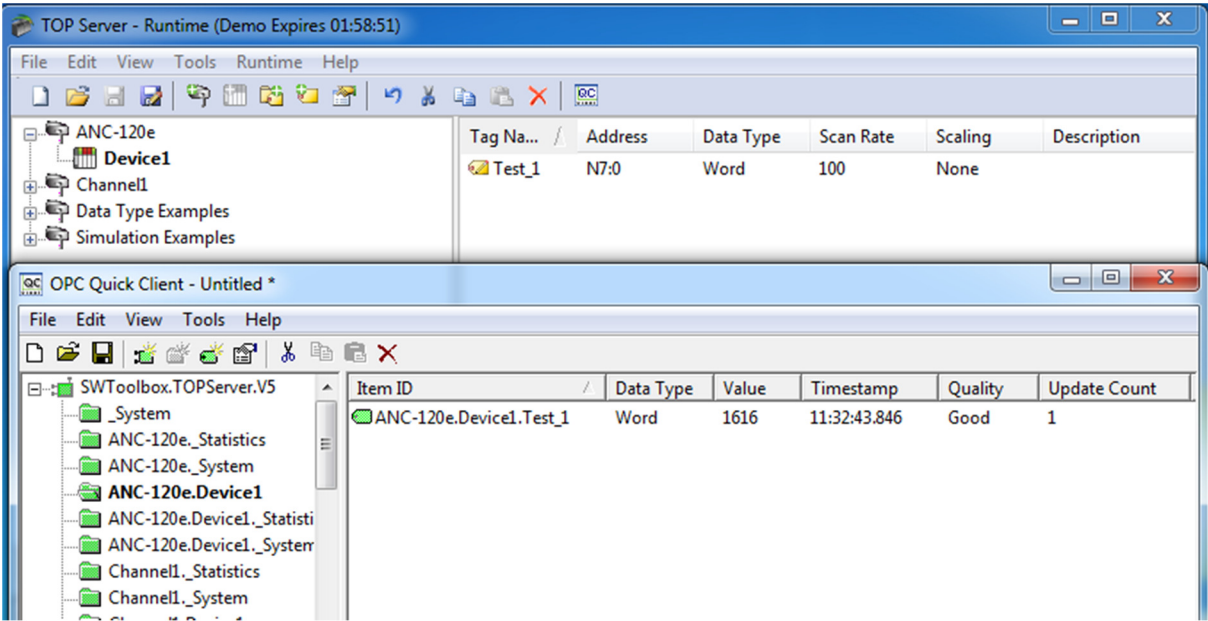 TOP Server - Runtime (Demo Expires 01:58:51)
File Edit View Tools Runtime Help
ANC-120e
Device1
Channel1
Data Type Examples
Simulation Examples
Tag Na... Address Data Type Scan Rate Scaling Description
Test_1 N7:0 Word 100 None
OPC Quick Client - Untitled *
File Edit View Tools Help
SWToolbox.TOPServer.V5
_System
ANC-120e._Statistics
ANC-120e._System
ANC-120e.Device1
ANC-120e.Device1._Statisti
ANC-120e.Device1._System
Channel1._Statistics
Channel1._System
Item ID Data Type Value Timestamp Quality Update Count
ANC-120e.Device1.Test_1 Word 1616 11:32:43.846 Good 1